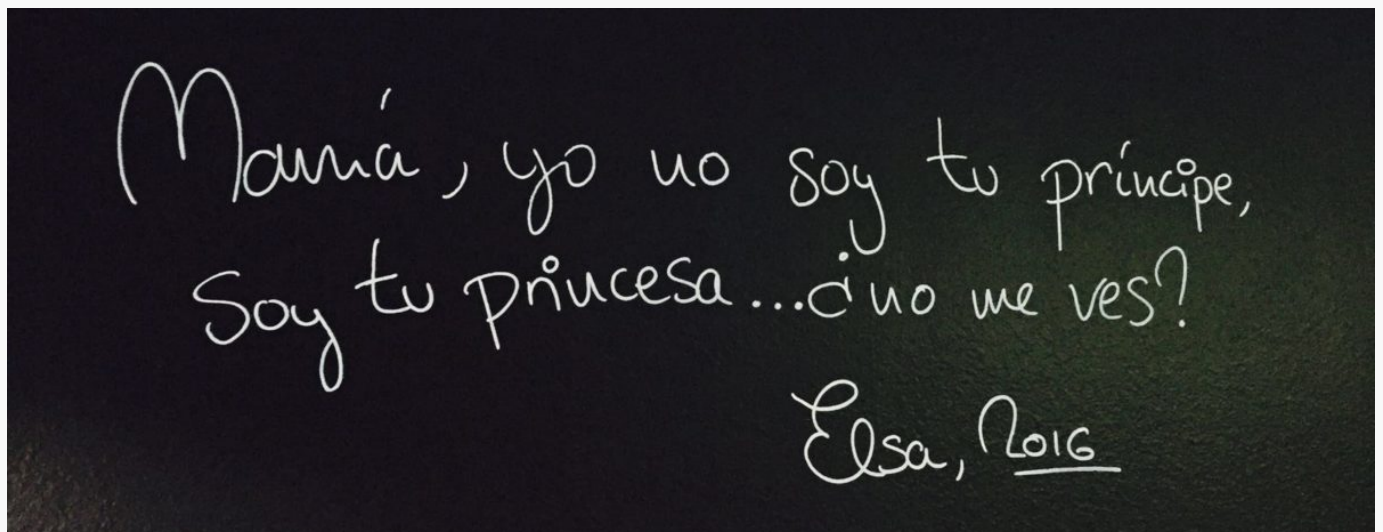 Mamá, yo no soy tu príncipe,
Soy tu princesa...¿no me ves?
Elsa, 2016